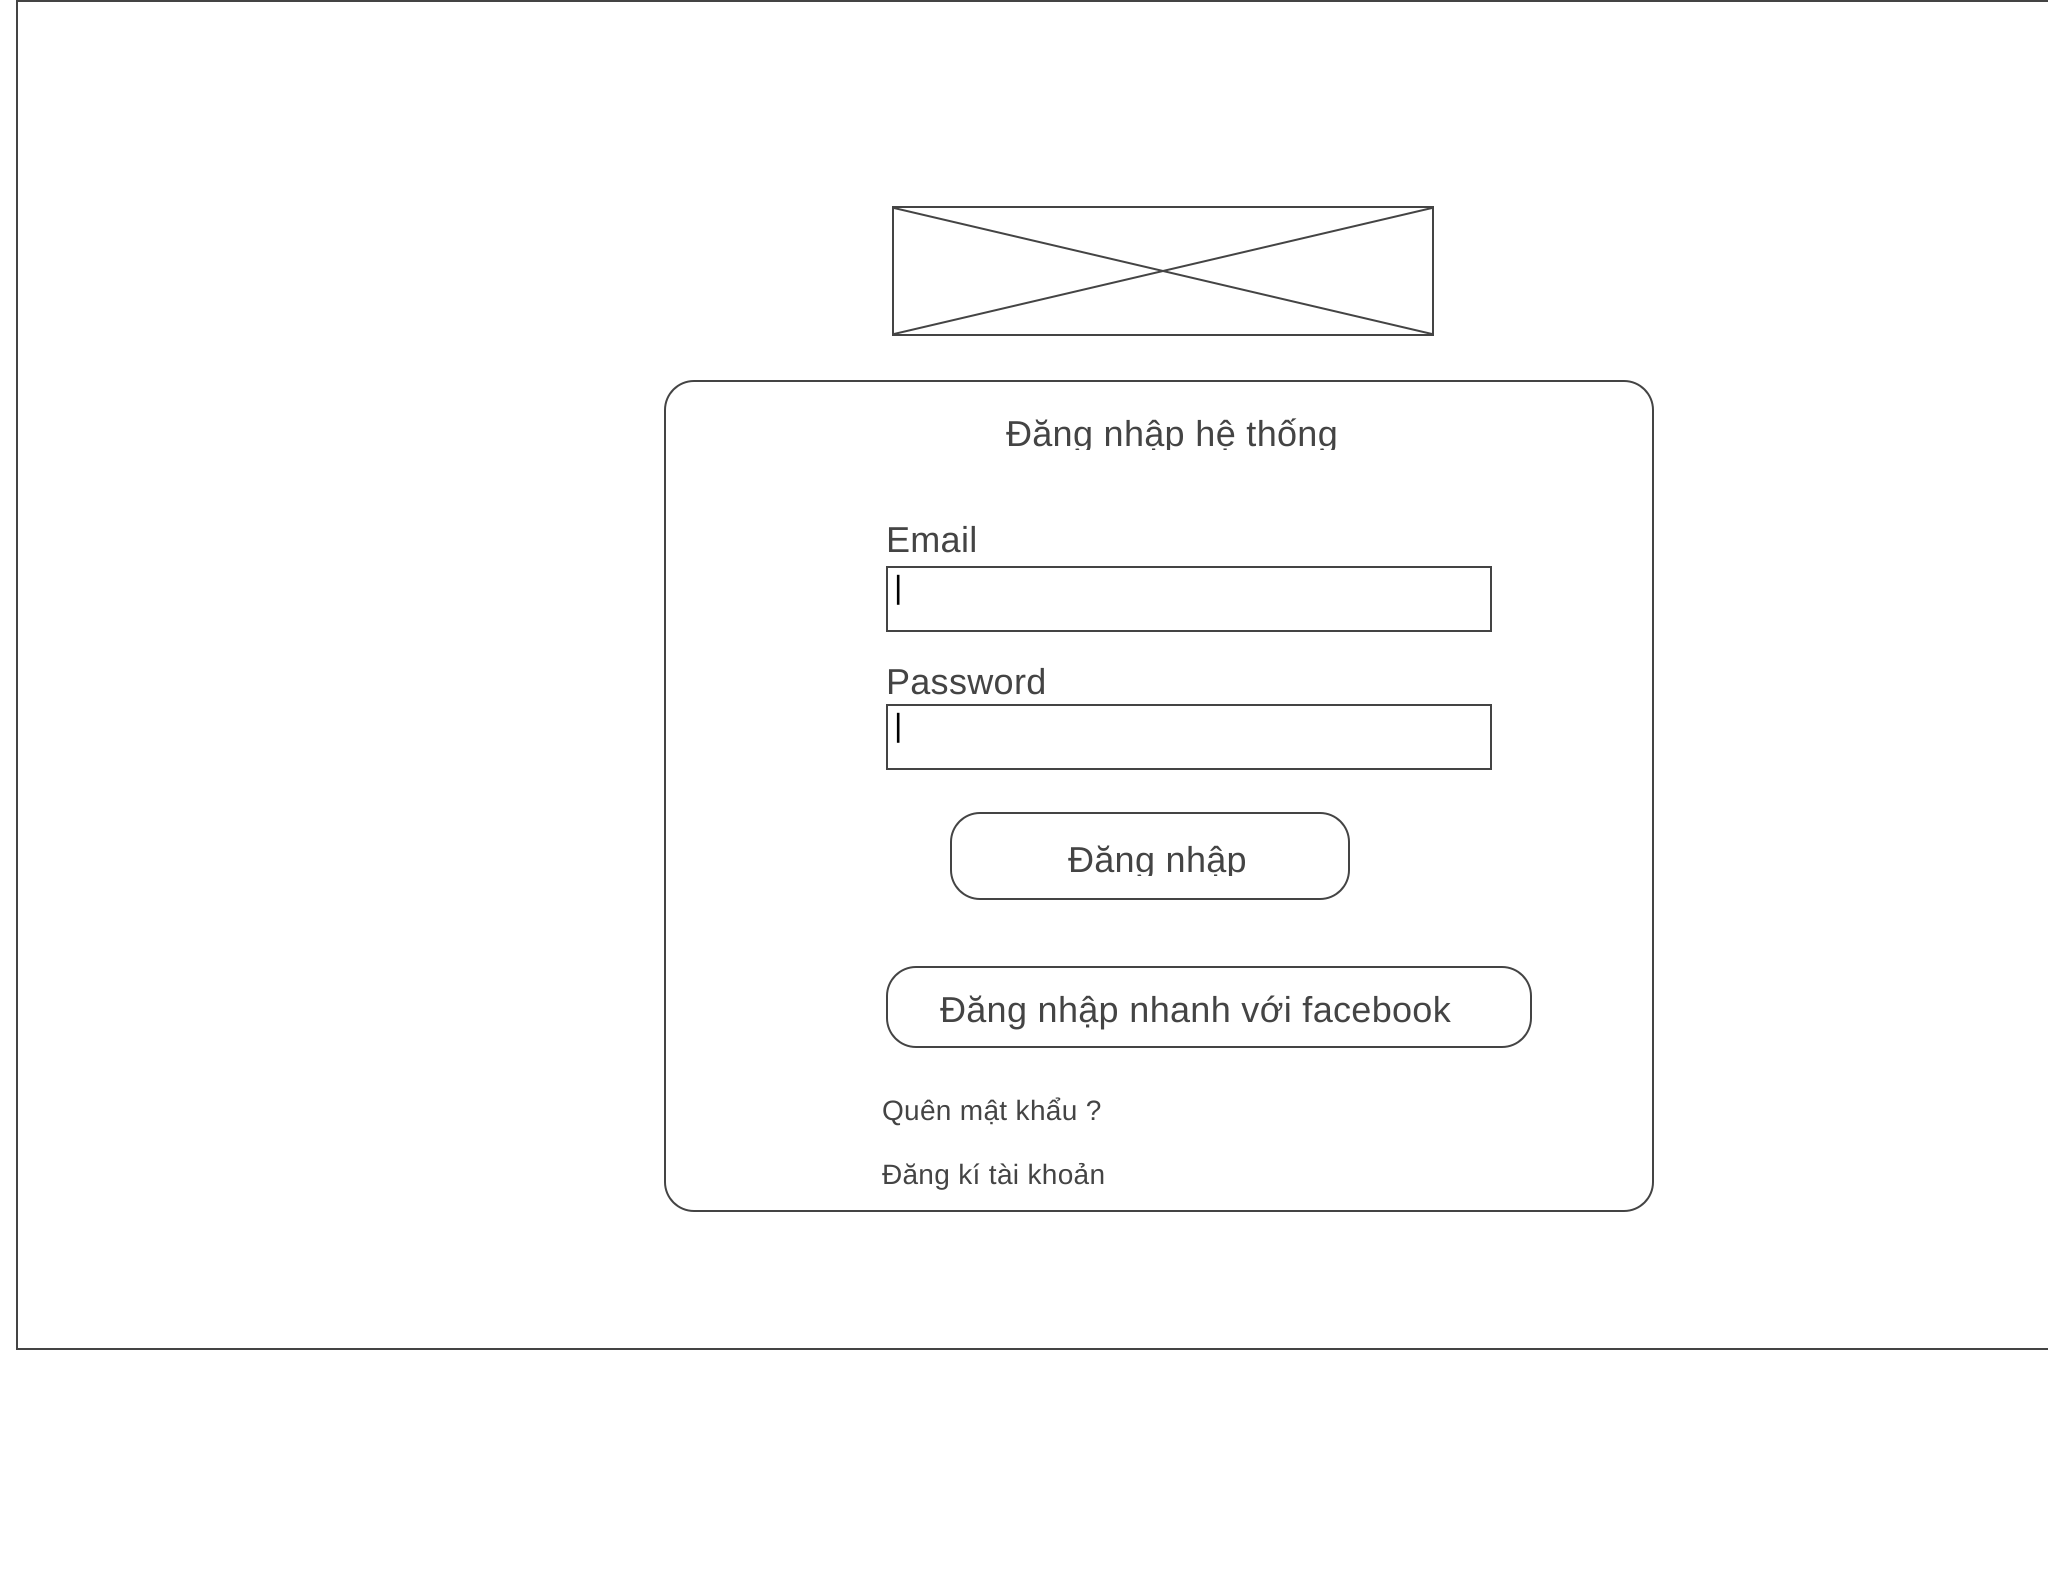 Đăng nhập hệ thống
Email
Password
Đăng nhập
Đăng nhập nhanh với facebook
Quên mật khẩu ?
Đăng kí tài khoản